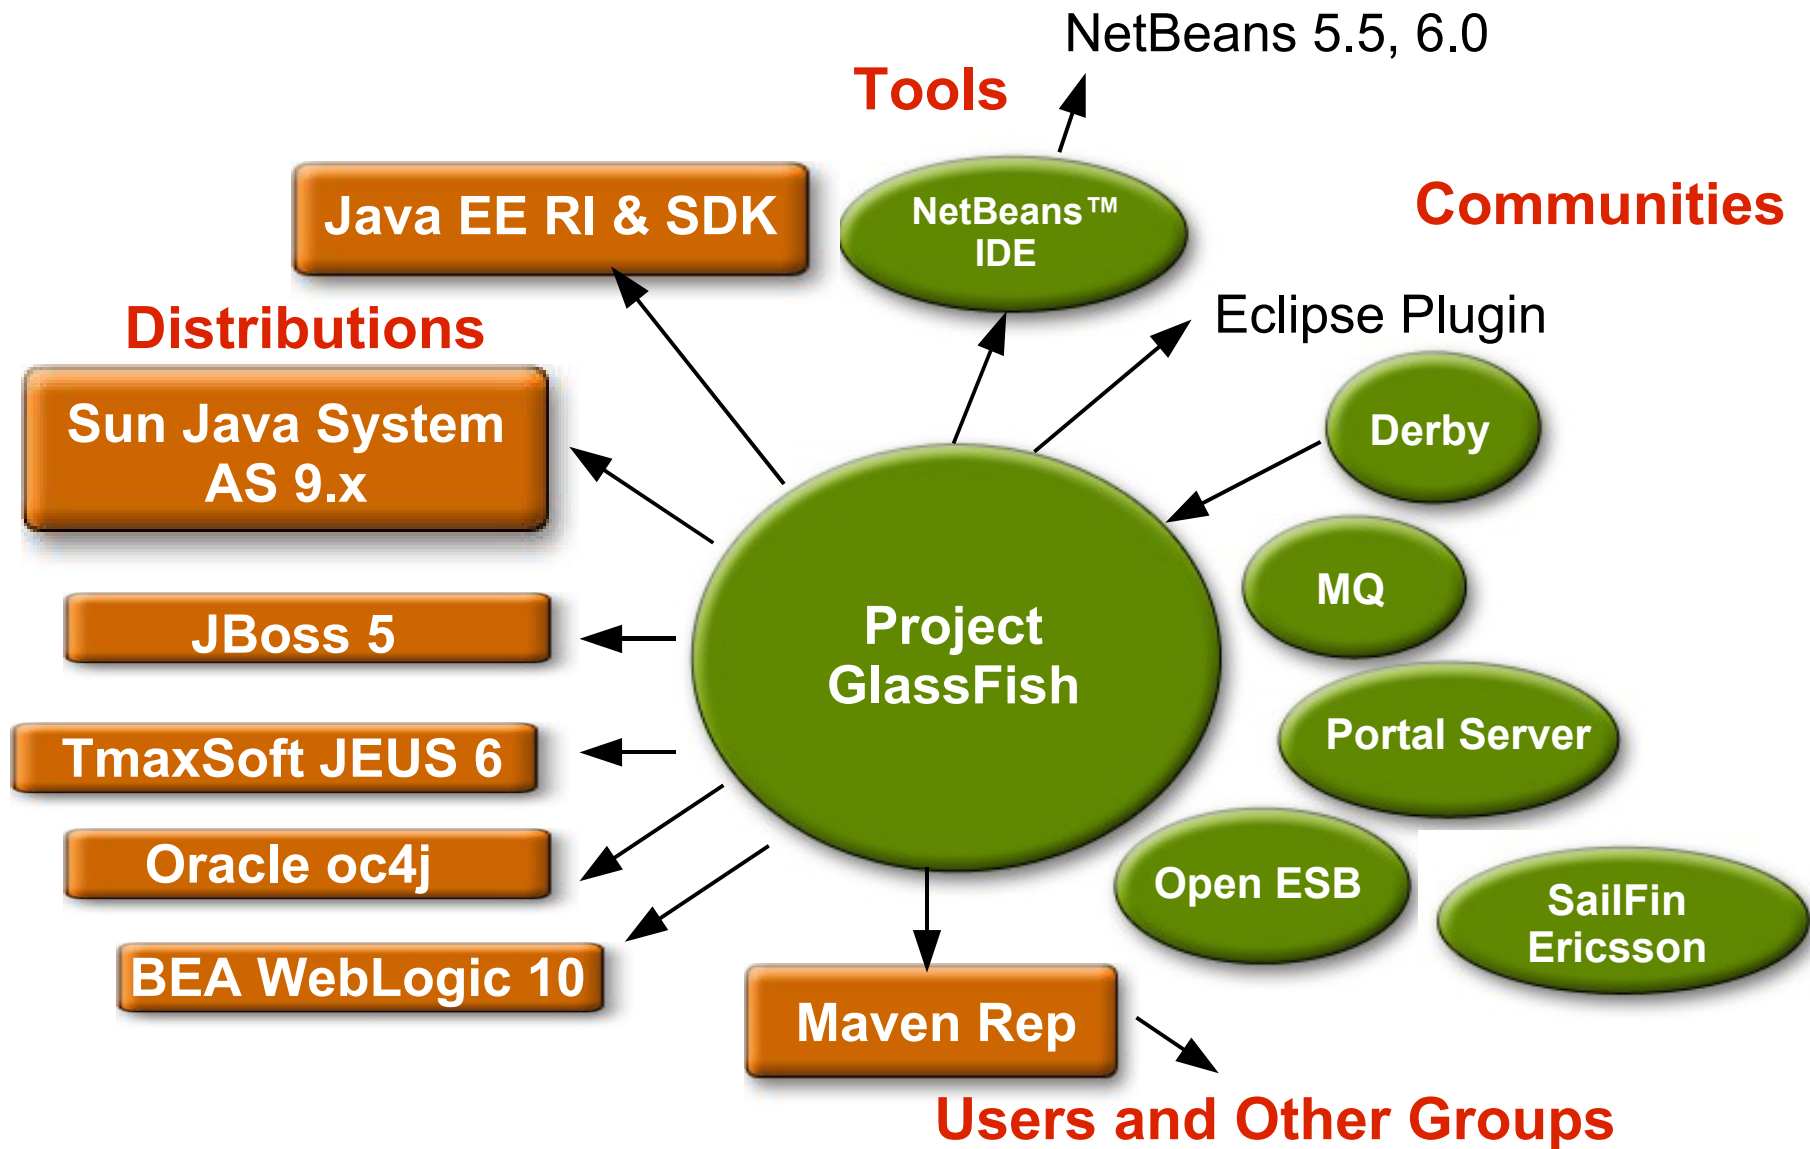 NetBeans 5.5, 6.0
Tools
Java EE RI & SDK
NetBeans™
IDE
Communities
Distributions
Eclipse Plugin
Sun Java System
AS 9.x
Derby
JBoss 5
MQ
Project
GlassFish
TmaxSoft JEUS 6
Portal Server
Oracle oc4j
Open ESB
SailFin
Ericsson
BEA WebLogic 10
Maven Rep
Users and Other Groups